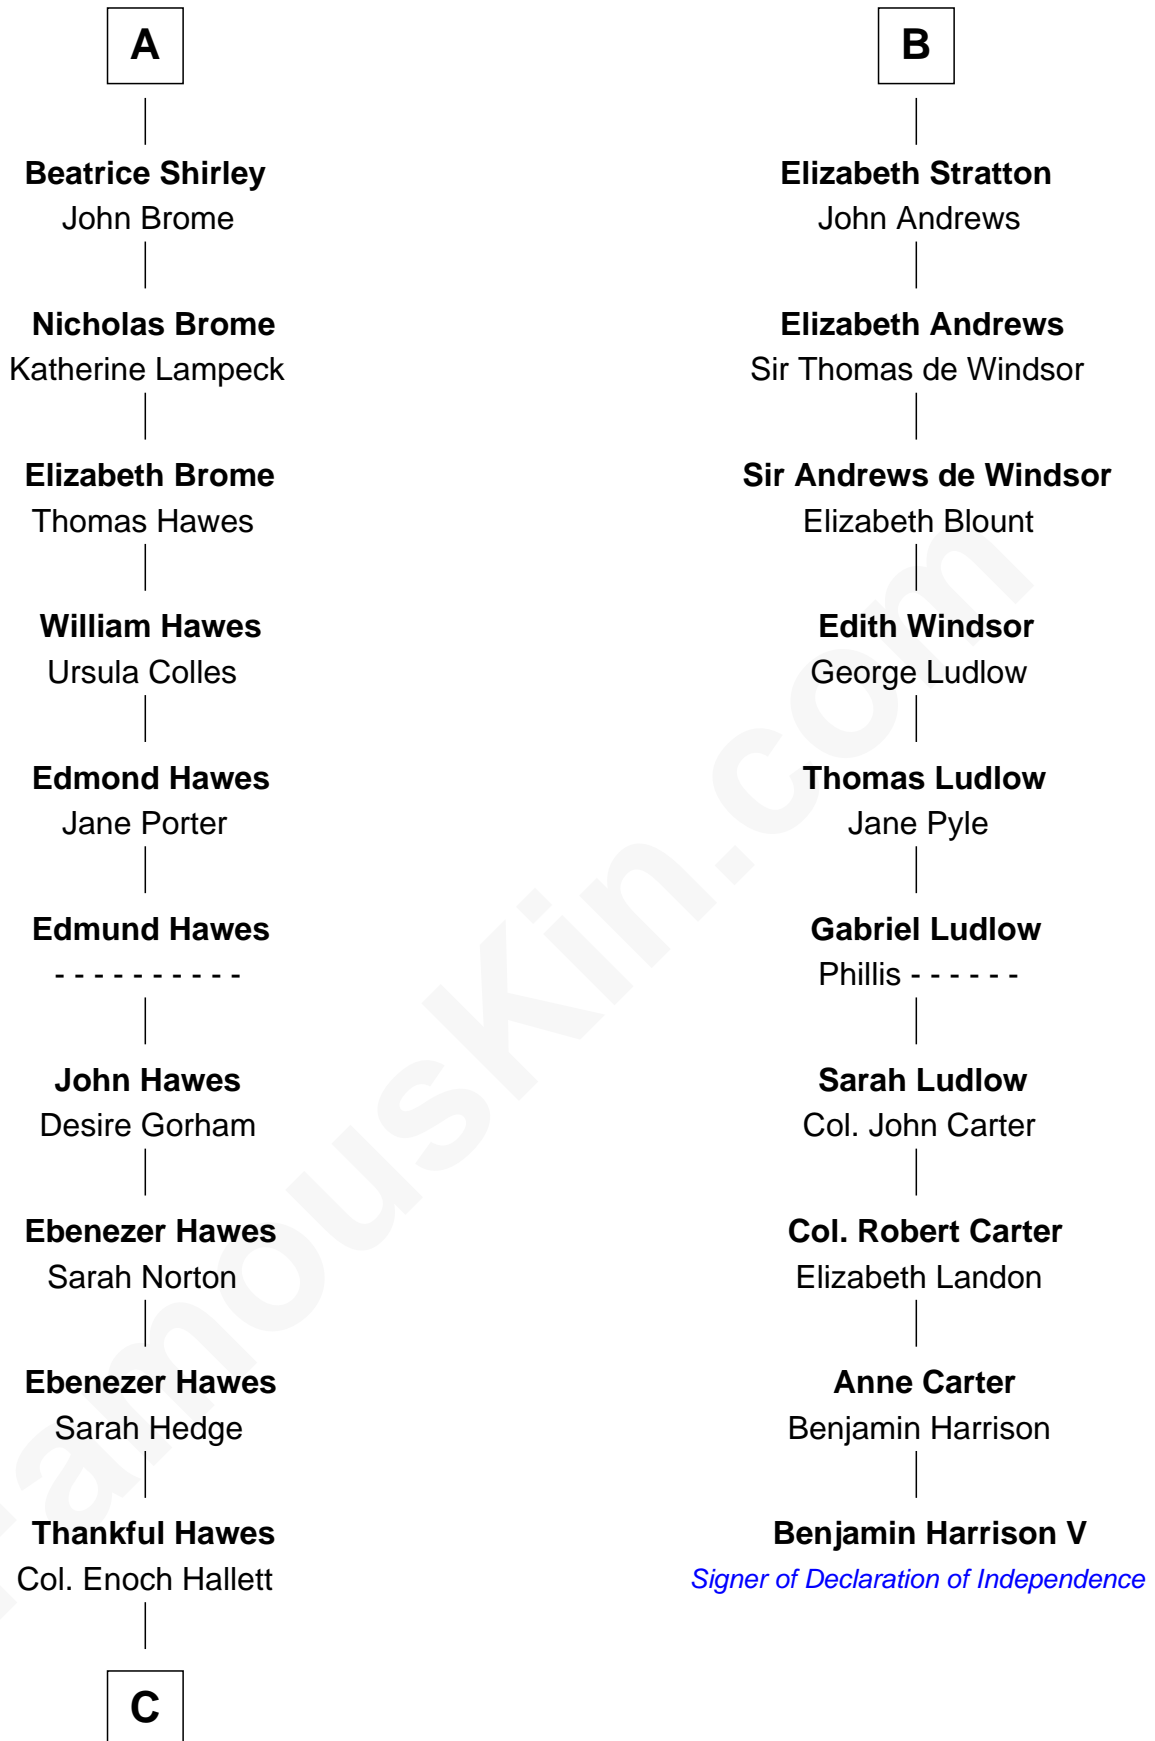 A
Beatrice Shirley
John Brome
Nicholas Brome
Katherine Lampeck
Elizabeth Brome
Thomas Hawes
William Hawes
Ursula Colles
Edmond Hawes
Jane Porter
Edmund Hawes
- - - - - - - - - -
John Hawes
Desire Gorham
Ebenezer Hawes
Sarah Norton
Ebenezer Hawes
Sarah Hedge
Thankful Hawes
Col. Enoch Hallett
C
B
Elizabeth Stratton
John Andrews
Elizabeth Andrews
Sir Thomas de Windsor
Sir Andrews de Windsor
Elizabeth Blount
Edith Windsor
George Ludlow
Thomas Ludlow
Jane Pyle
Gabriel Ludlow
Phillis - - - - - -
Sarah Ludlow
Col. John Carter
Col. Robert Carter
Elizabeth Landon
Anne Carter
Benjamin Harrison
Benjamin Harrison V
Signer of Declaration of Independence
FamousKin.com